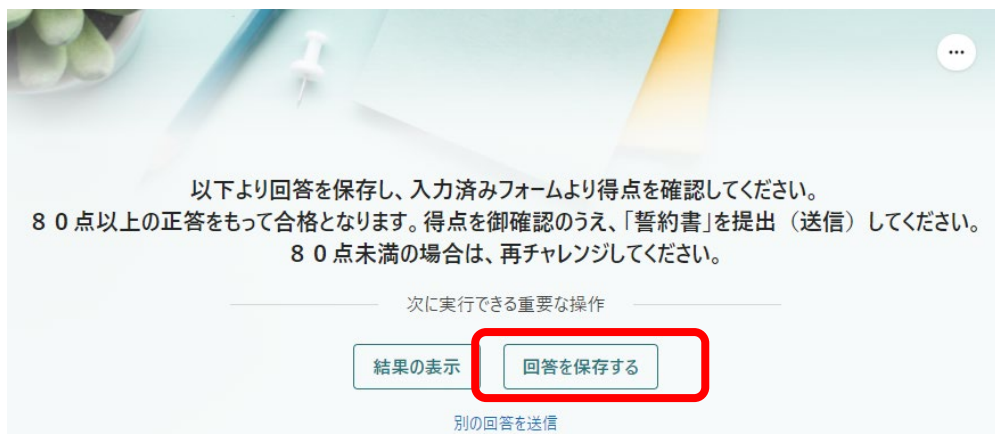 以下より回答を保存し、入力済みフォームより得点を確認してください。
８０点以上の正答をもって合格となります。得点を御確認のうえ、「誓約書」を提出（送信）してください。
８０点未満の場合は、再チャレンジしてください。
次に実行できる重要な操作
結果の表示 回答を保存する
別の回答を送信